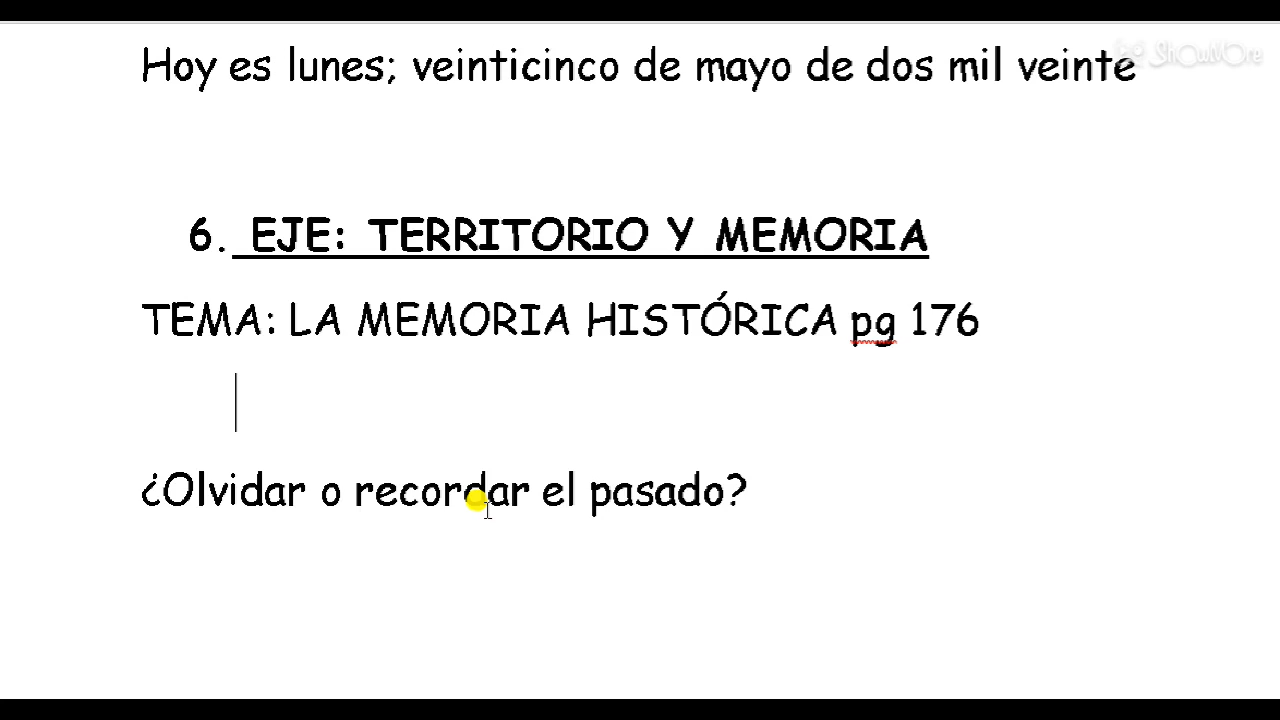 ShowMore
Hoy es lunes; veinticinco de mayo de dos mil veinte
6. EJE: TERRITORIO Y MEMORIA
TEMA: LA MEMORIA HISTÓRICA pg 176
¿Olvidar o recordar el pasado?